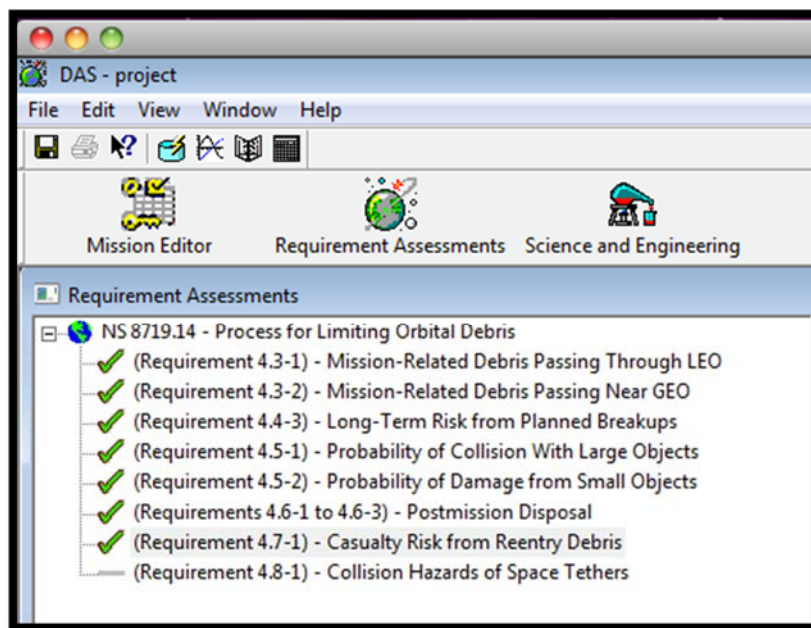 DAS - project
File Edit View Window Help
Mission Editor Requirement Assessments Science and Engineering
Requirement Assessments
NS 8719.14 - Process for Limiting Orbital Debris
(Requirement 4.3-1) - Mission-Related Debris Passing Through LEO
(Requirement 4.3-2) - Mission-Related Debris Passing Near GEO
(Requirement 4.4-3) - Long-Term Risk from Planned Breakups
(Requirement 4.5-1) - Probability of Collision With Large Objects
(Requirement 4.5-2) - Probability of Damage from Small Objects
(Requirements 4.6-1 to 4.6-3) - Postmission Disposal
(Requirement 4.7-1) - Casualty Risk from Reentry Debris
(Requirement 4.8-1) - Collision Hazards of Space Tethers